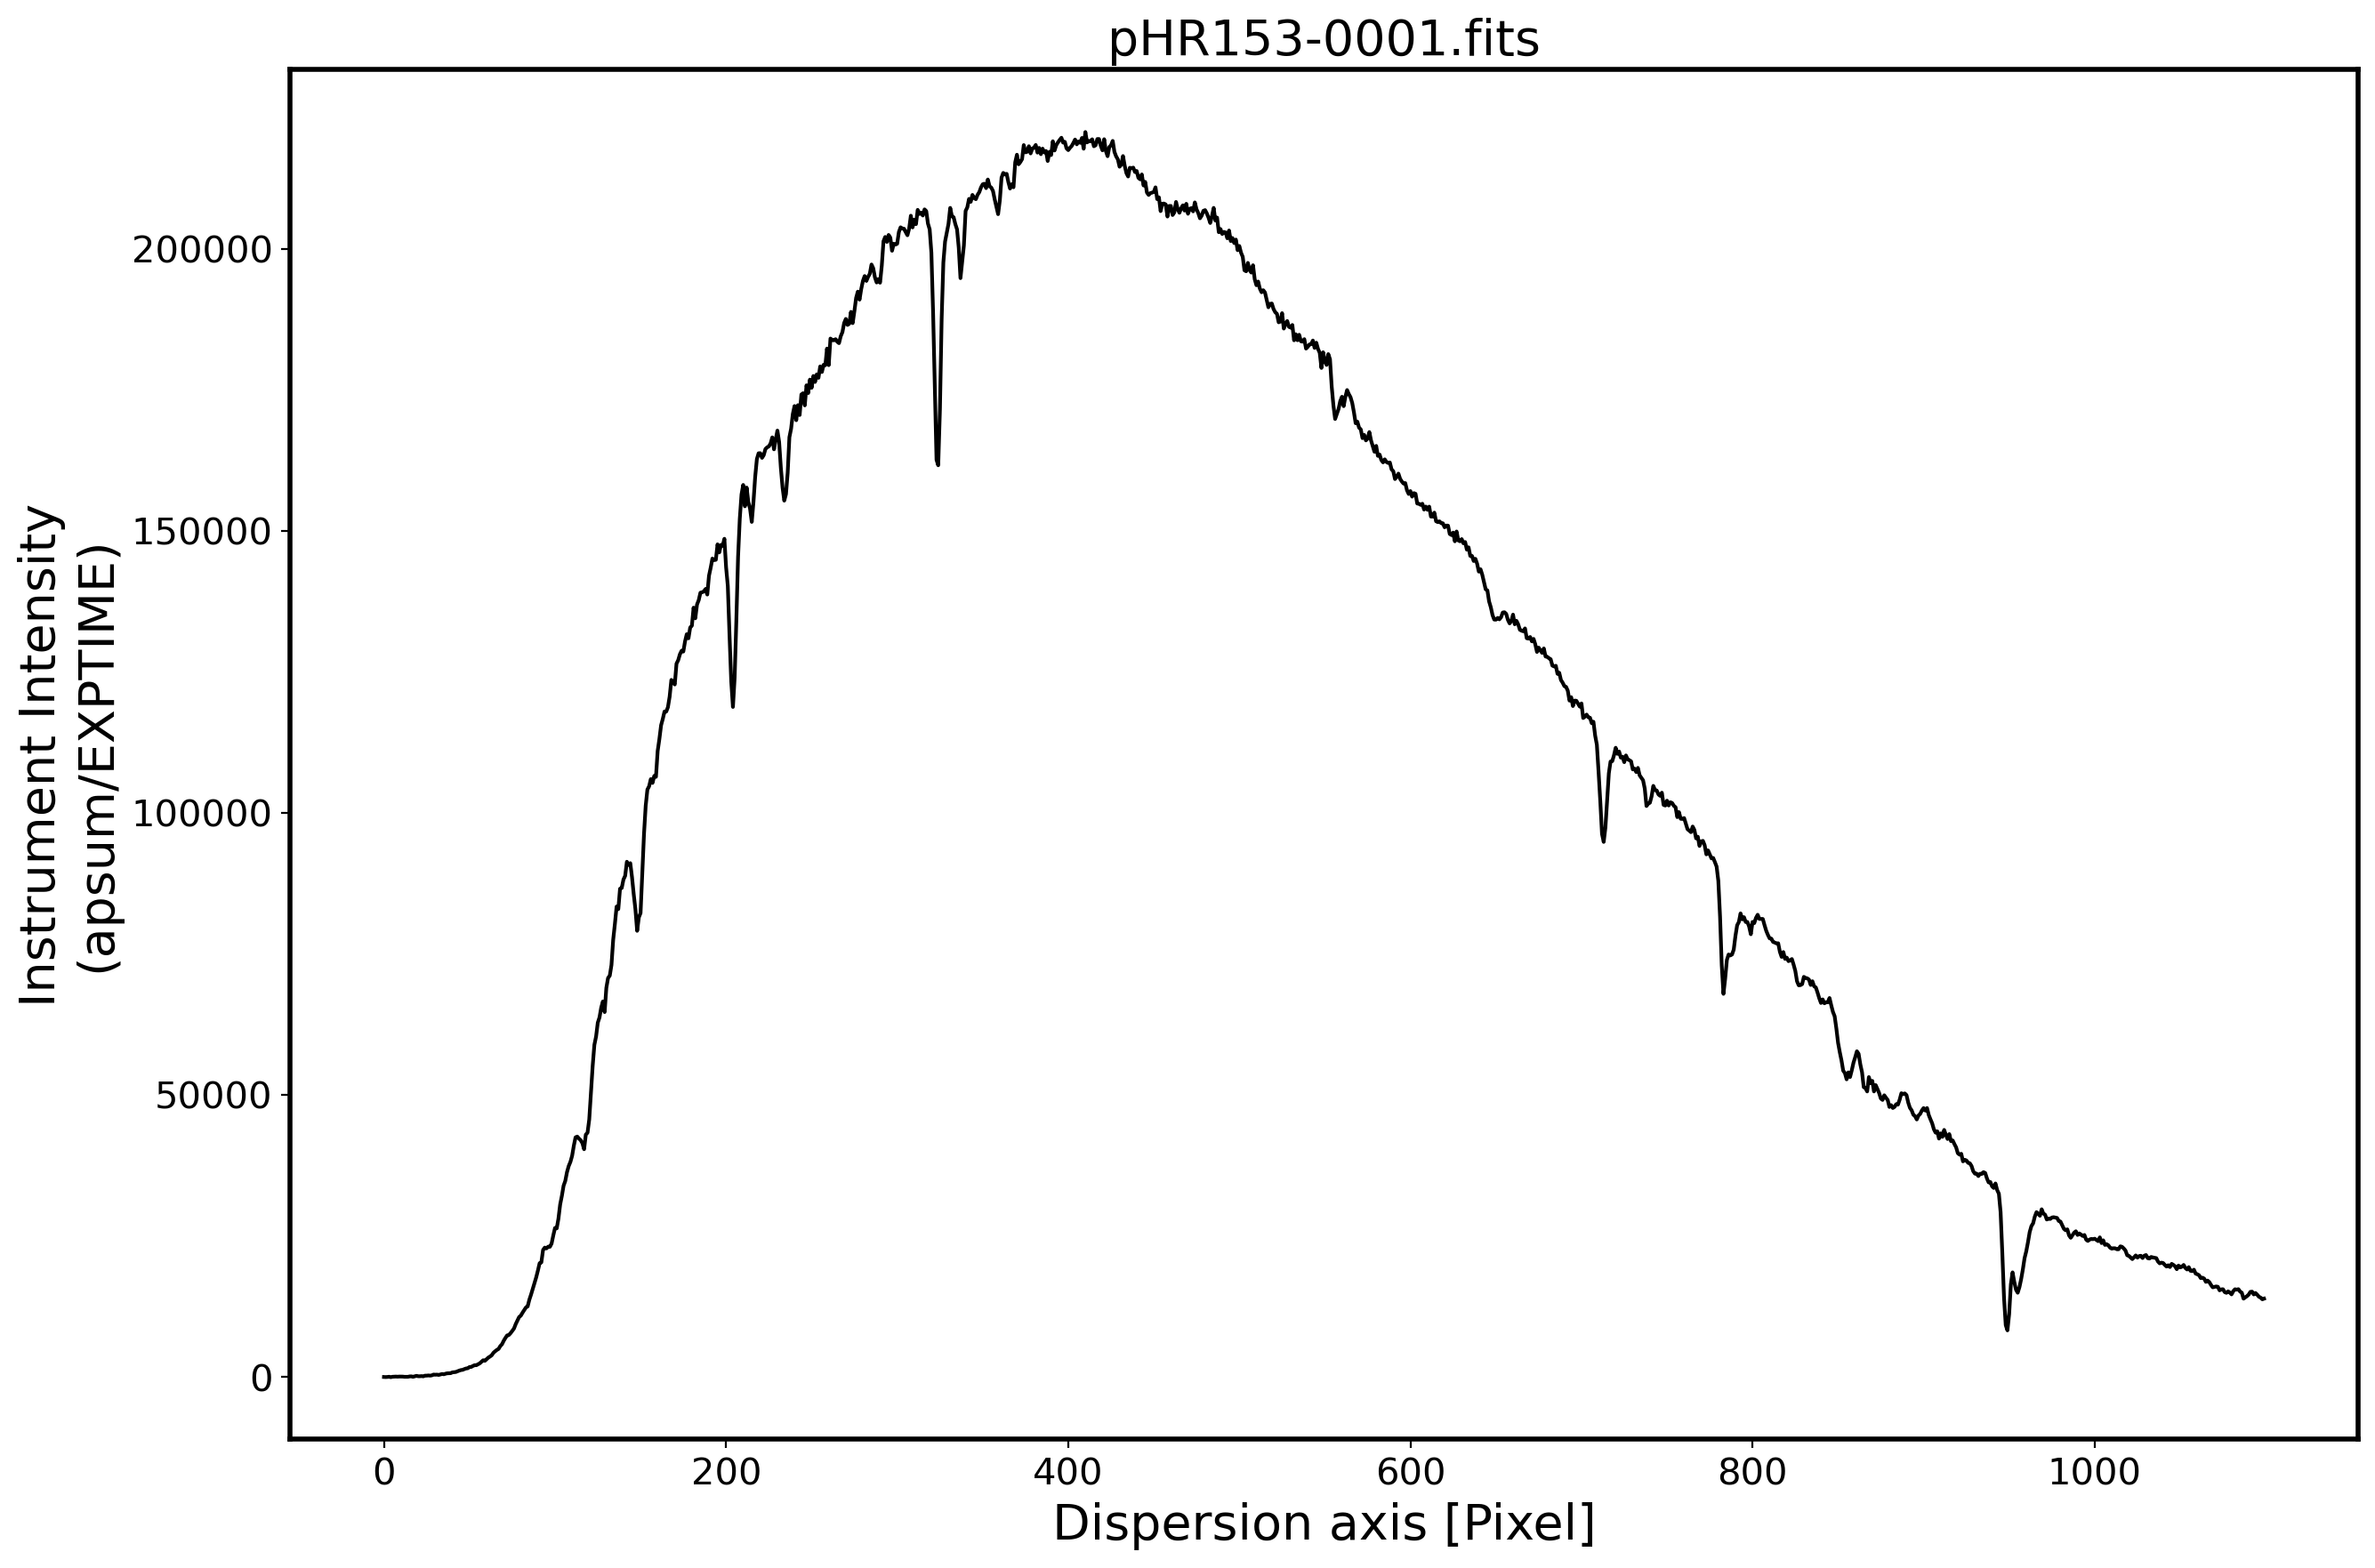 pHR153-0001.fits
Instrument Intensity
(apsum/EXPTIME)
200000
150000
100000
50000
0
0 200 400 600 800 1000
Dispersion axis [Pixel]